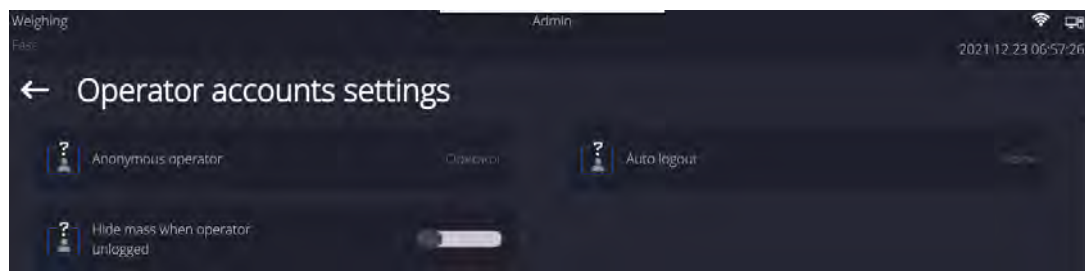 Weighing
Admin
2021.12.23 06:57:26
Operator accounts settings
Anonymous operator
Auto logout
Hide mass when operator
unlogged